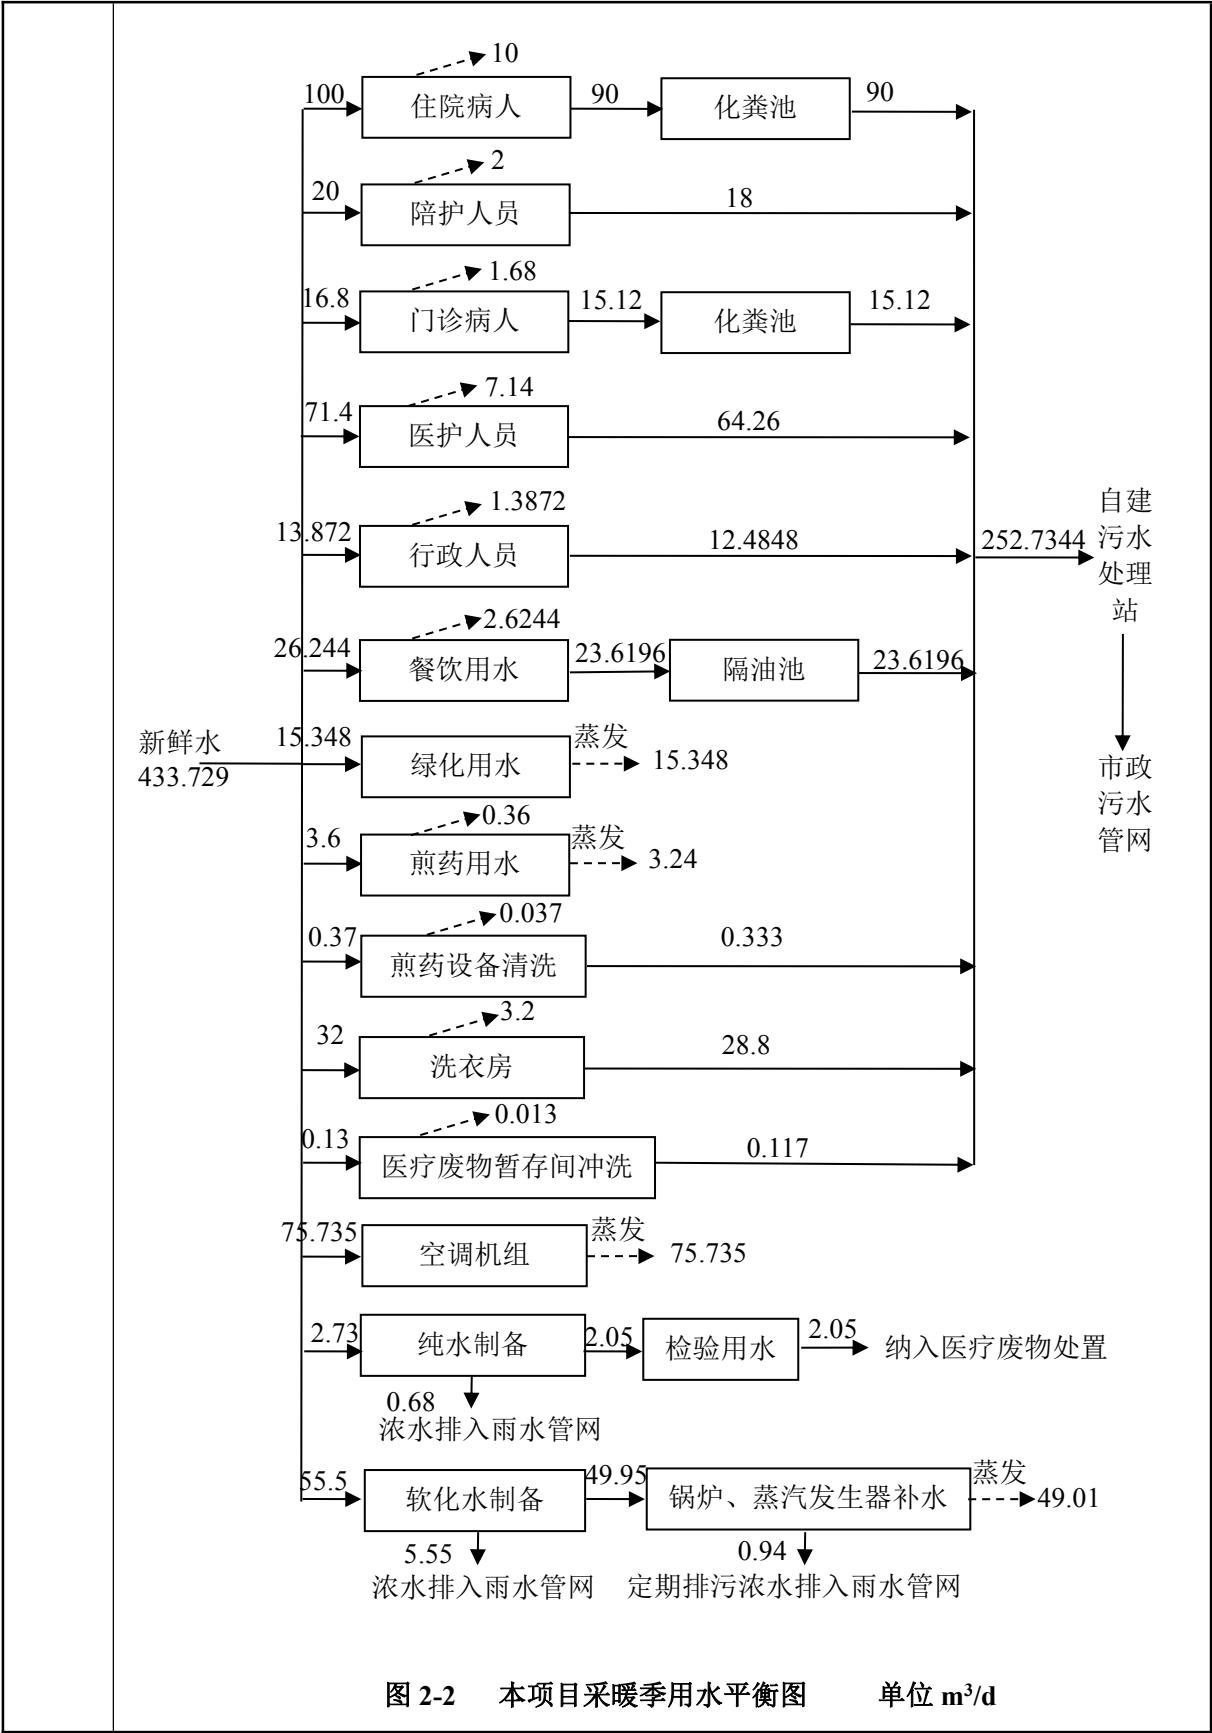 10
100
住院病人
90
化粪池
90
2
20
陪护人员
18
1.68
16.8
门诊病人
15.12
化粪池
15.12
7.14
71.4
医护人员
64.26
1.3872
13.872
行政人员
12.4848
252.7344
自建
污水
处理
站
2.6244
26.244
餐饮用水
23.6196
隔油池
23.6196
新鲜水
433.729
15.348
绿化用水
蒸发
15.348
市政
污水
管网
0.36
3.6
煎药用水
蒸发
3.24
0.037
0.37
煎药设备清洗
0.333
3.2
32
洗衣房
28.8
0.013
0.13
医疗废物暂存间冲洗
0.117
75.735
空调机组
蒸发
75.735
2.73
纯水制备
2.05
检验用水
2.05
纳入医疗废物处置
0.68
浓水排入雨水管网
55.5
软化水制备
49.95
锅炉、蒸汽发生器补水
蒸发
49.01
5.55
浓水排入雨水管网
0.94
定期排污浓水排入雨水管网
图 2-2 本项目采暖季用水平衡图 单位 m³/d